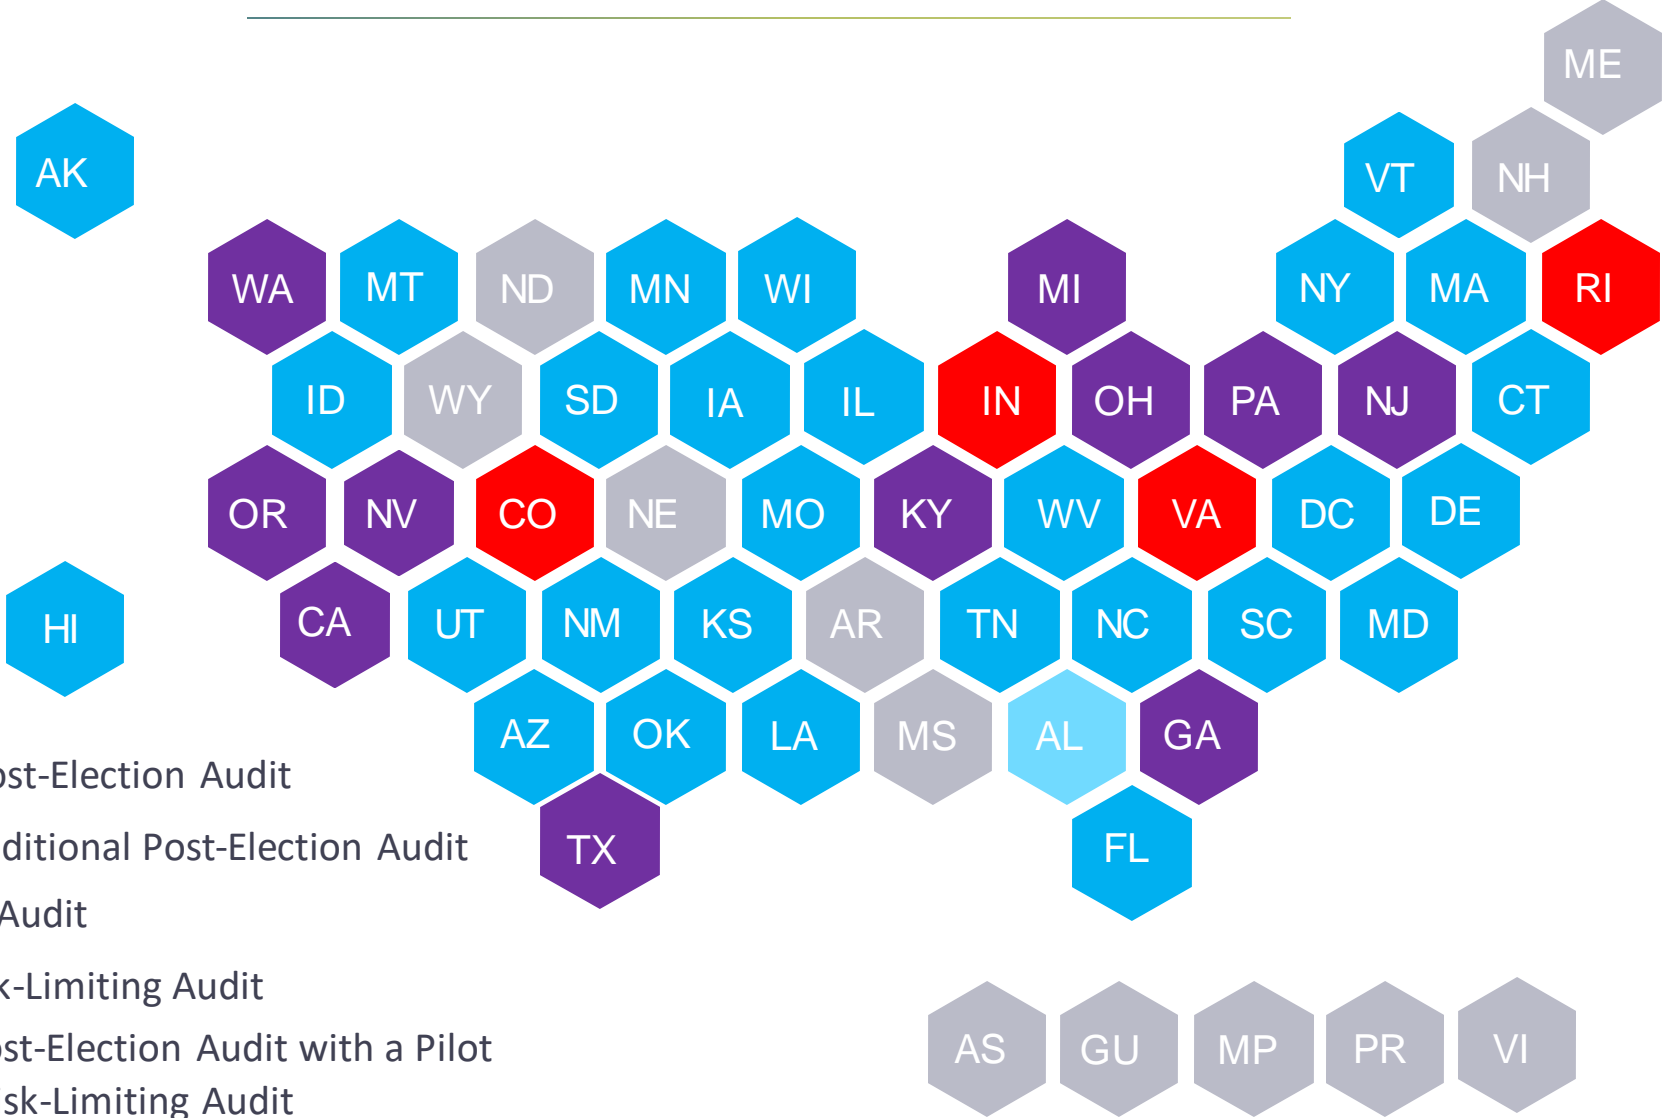 ME
AK
VT NH
WA MT ND MN WI MI NY MA RI
ID WY SD IA IL IN OH PA NJ CT
OR NV CO NE MO KY WV VA DC DE
HI CA UT NM KS AR TN NC SC MD
AZ OK LA MS AL GA
ost-Election Audit
ditional Post-Election Audit
TX FL
Audit
k-Limiting Audit
ost-Election Audit with a Pilot
isk-Limiting Audit
AS GU MP PR VI